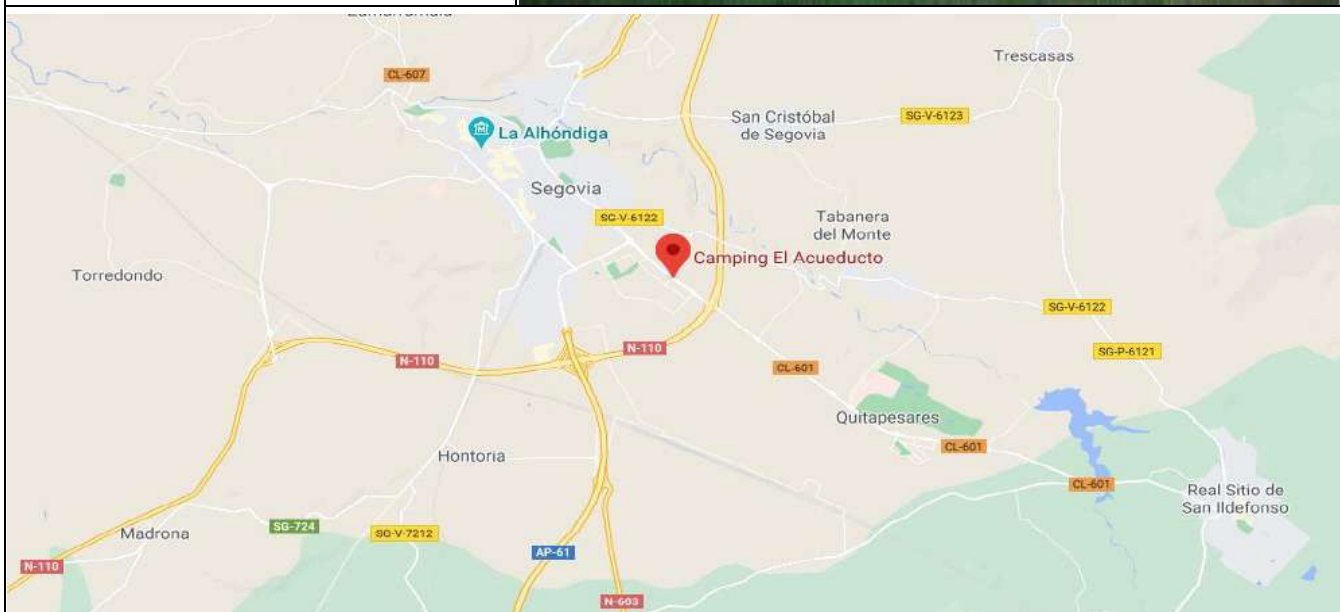 Zamarramala
Trescasas
CL-607
San Cristóbal
de Segovia
SG-V-6123
La Alhóndiga
Segovia
SG-V-6122
Tabanera
del Monte
Camping El Acueducto
Torredondo
SG-V-6122
N-110
N-110
SG-P-6121
CL-601
Quitapesares
CL-601
Hontoria
CL-601
Real Sitio de
San Ildefonso
Madrona
SG-724
SG-V-7212
AP-61
N-110
N-603